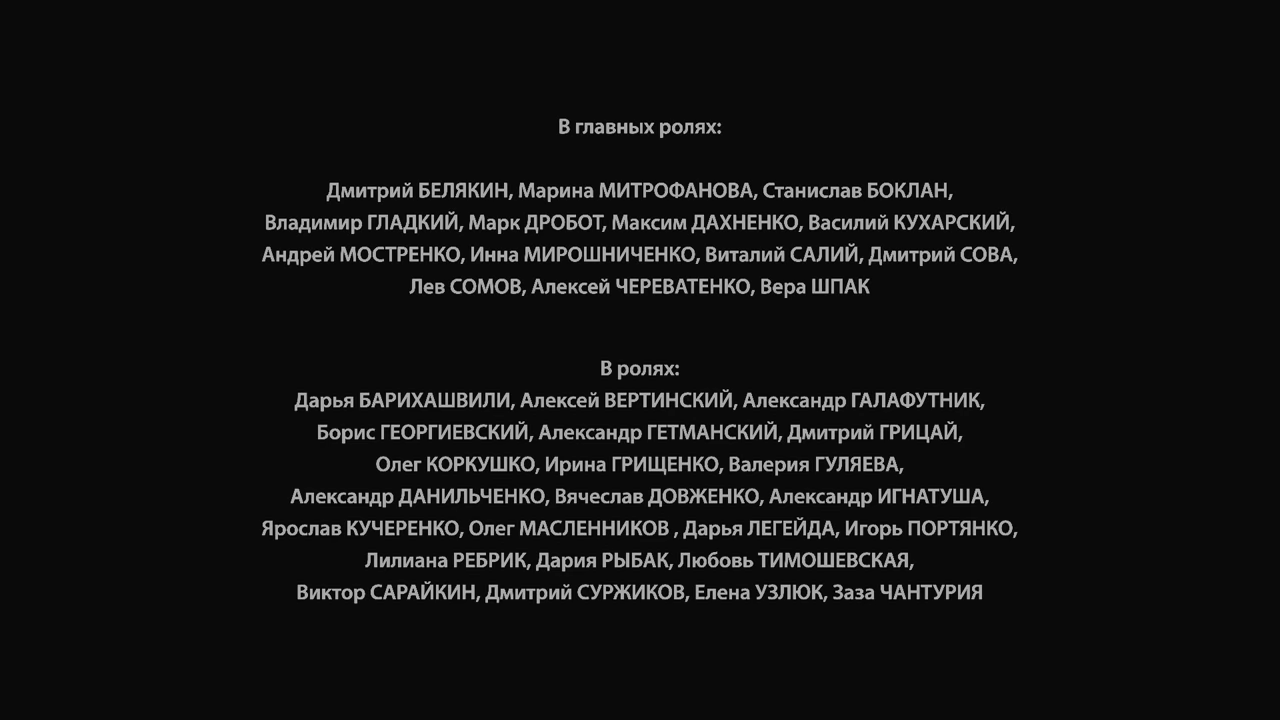 В главных ролях:
Дмитрий БЕЛЯКИН, Марина МИТРОФАНОВА, Станислав БОКЛАН,
Владимир ГЛАДКИЙ, Марк ДРОБОТ, Максим ДАХНЕНКО, Василий КУХАРСКИЙ,
Андрей МОСТРЕНКО, Инна МИРОШНИЧЕНКО, Виталий САЛИЙ, Дмитрий СОВА,
Лев СОМОВ, Алексей ЧЕРЕВАТЕНКО, Вера ШПАК
В ролях:
Дарья БАРИХАШВИЛИ, Алексей ВЕРТИНСКИЙ, Александр ГАЛАФУТНИК,
Борис ГЕОРГИЕВСКИЙ, Александр ГЕТМАНСКИЙ, Дмитрий ГРИЦАЙ,
Олег КОРКУШКО, Ирина ГРИЩЕНКО, Валерия ГУЛЯЕВА,
Александр ДАНИЛЬЧЕНКО, Вячеслав ДОВЖЕНКО, Александр ИГНАТУША,
Ярослав КУЧЕРЕНКО, Олег МАСЛЕННИКОВ , Дарья ЛЕГЕЙДА, Игорь ПОРТЯНКО,
Лилиана РЕБРИК, Дария РЫБАК, Любовь ТИМОШЕВСКАЯ,
Виктор САРАЙКИН, Дмитрий СУРЖИКОВ, Елена УЗЛЮК, Заза ЧАНТУРИЯ